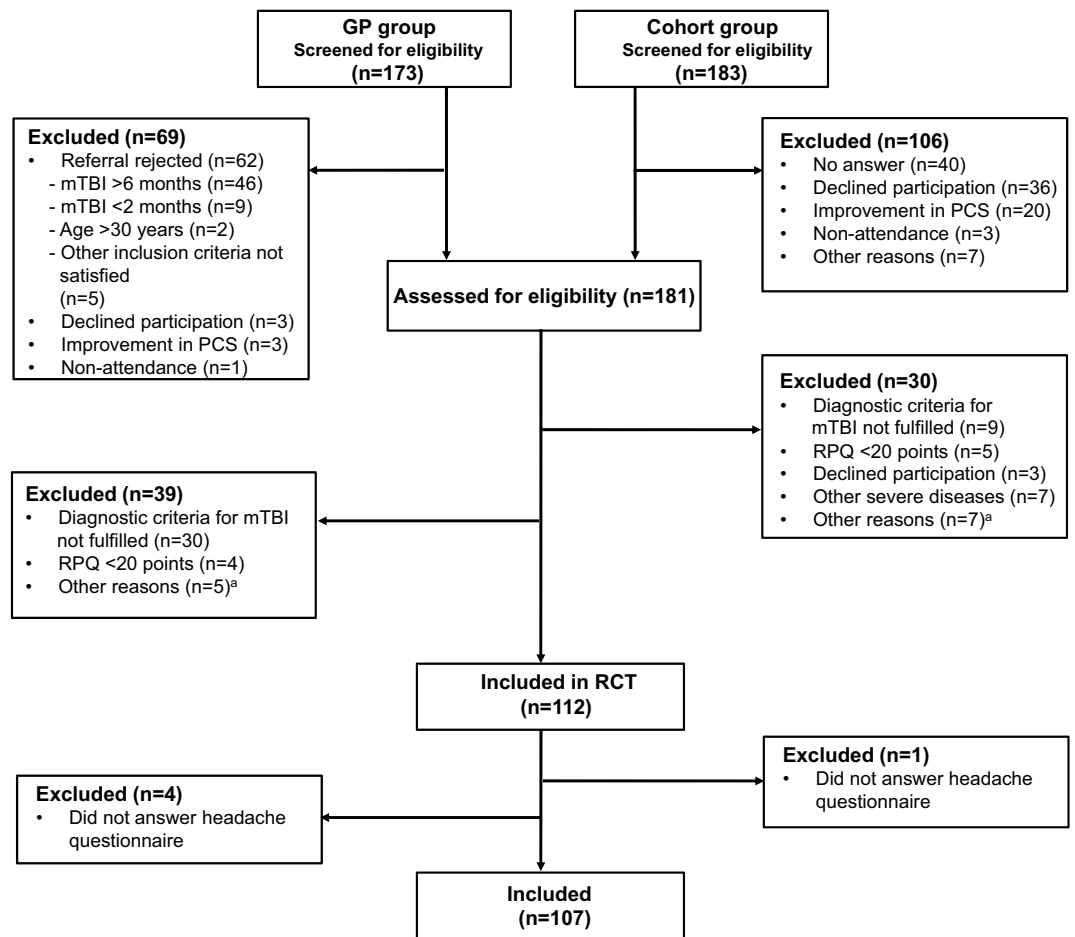 GP group
Screened for eligibility
(n=173)
Cohort group
Screened for eligibility
(n=183)
Excluded (n=69)
• Referral rejected (n=62)
- mTBI >6 months (n=46)
- mTBI <2 months (n=9)
- Age >30 years (n=2)
- Other inclusion criteria not
satisfied
(n=5)
• Declined participation (n=3)
• Improvement in PCS (n=3)
• Non-attendance (n=1)
Excluded (n=106)
• No answer (n=40)
• Declined participation (n=36)
• Improvement in PCS (n=20)
• Non-attendance (n=3)
• Other reasons (n=7)
Assessed for eligibility (n=181)
Excluded (n=30)
• Diagnostic criteria for
mTBI not fulfilled (n=9)
• RPQ <20 points (n=5)
• Declined participation (n=3)
• Other severe diseases (n=7)
• Other reasons (n=7)ᵃ
Excluded (n=39)
• Diagnostic criteria for mTBI
not fulfilled (n=30)
• RPQ <20 points (n=4)
• Other reasons (n=5)ᵃ
Included in RCT
(n=112)
Excluded (n=1)
• Did not answer headache
questionnaire
Excluded (n=4)
• Did not answer headache
questionnaire
Included
(n=107)